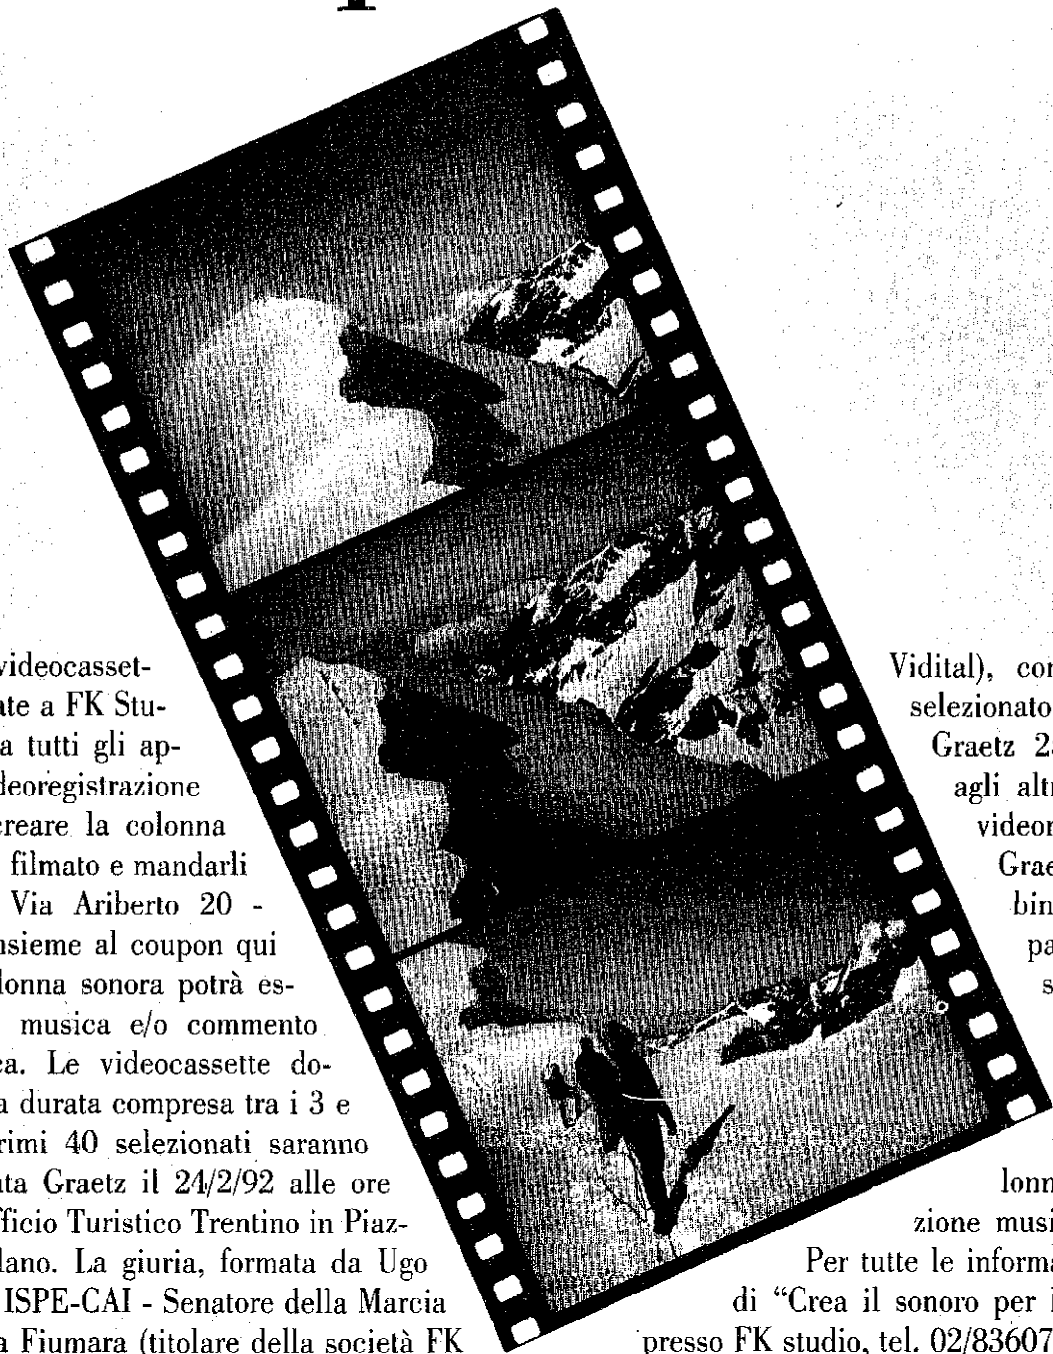 videocasset-
ate a FK Stu-
a tutti gli ap-
deoregistrazione
creare la colonna
filmato e mandarli
Via Ariberto 20 -
nsieme al coupon qui
lonna sonora potrà es-
musica e/o commento
ca. Le videocassette do-
a durata compresa tra i 3 e
rimi 40 selezionati saranno
ata Graetz il 24/2/92 alle ore
fficio Turistico Trentino in Piaz-
lano. La giuria, formata da Ugo
ISPE-CAI - Senatore della Marcia
a Fiumara (titolare della società FK
Vidital), con
selezionato
Graetz 2
agli altr
videor
Grae
bin
pa
s
lonn
zione musi
Per tutte le informa
di “Crea il sonoro per i
presso FK studio, tel. 02/83607